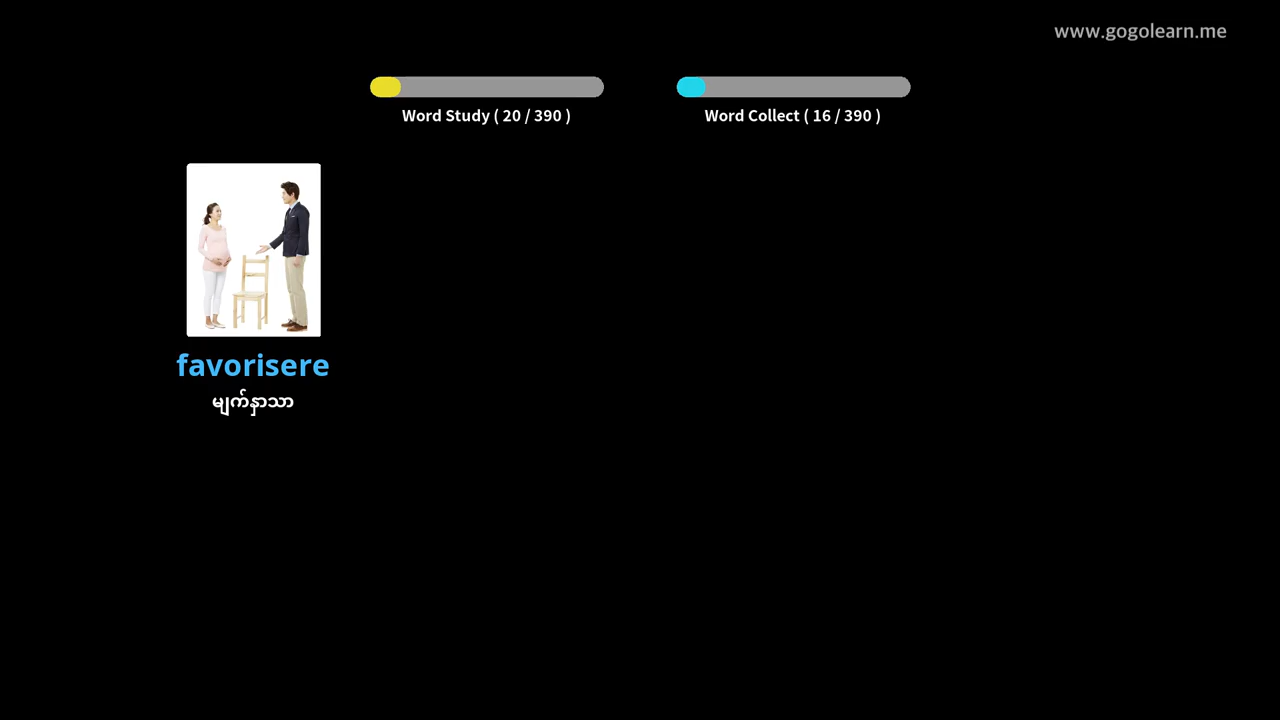 www.gogolearn.me
Word Study ( 20 / 390 )
Word Collect ( 16 / 390 )
favorisere
မျက်နှာသာ